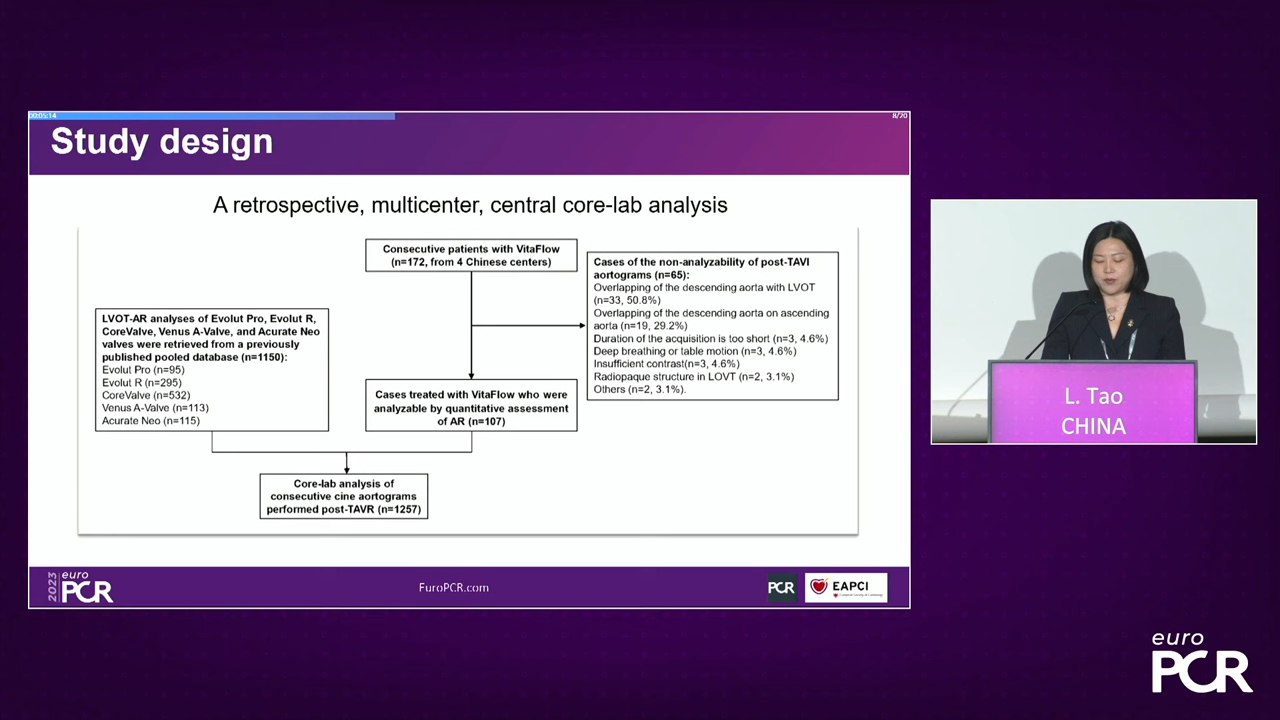 00:05:14
8/70
Study design
A retrospective, multicenter, central core-lab analysis
Consecutive patients with VitaFlow
(n=172, from 4 Chinese centers)
Cases of the non-analyzability of post-TAVI
aortograms (n=65):
Overlapping of the descending aorta with LVOT
(n=33, 50.8%)
Overlapping of the descending aorta on ascending
aorta (n=19, 29.2%)
Duration of the acquisition is too short (n=3, 4.6%)
Deep breathing or table motion (n=3, 4.6%)
Insufficient contrast(n=3, 4.6%)
Radiopaque structure in LOVT (n=2, 3.1%)
Others (n=2, 3.1%).
LVOT-AR analyses of Evolut Pro, Evolut R,
CoreValve, Venus A-Valve, and Acurate Neo
valves were retrieved from a previously
published pooled database (n=1150):
Evolut Pro (n=95)
Evolut R (n=295)
CoreValve (n=532)
Venus A-Valve (n=113)
Acurate Neo (n=115)
Cases treated with VitaFlow who were
analyzable by quantitative assessment
of AR (n=107)
Core-lab analysis of
consecutive cine aortograms
performed post-TAVR (n=1257)
2023
euro
PCR
EuroPCR.com
PCR
EAPCI
L. Tao
CHINA
euro
PCR